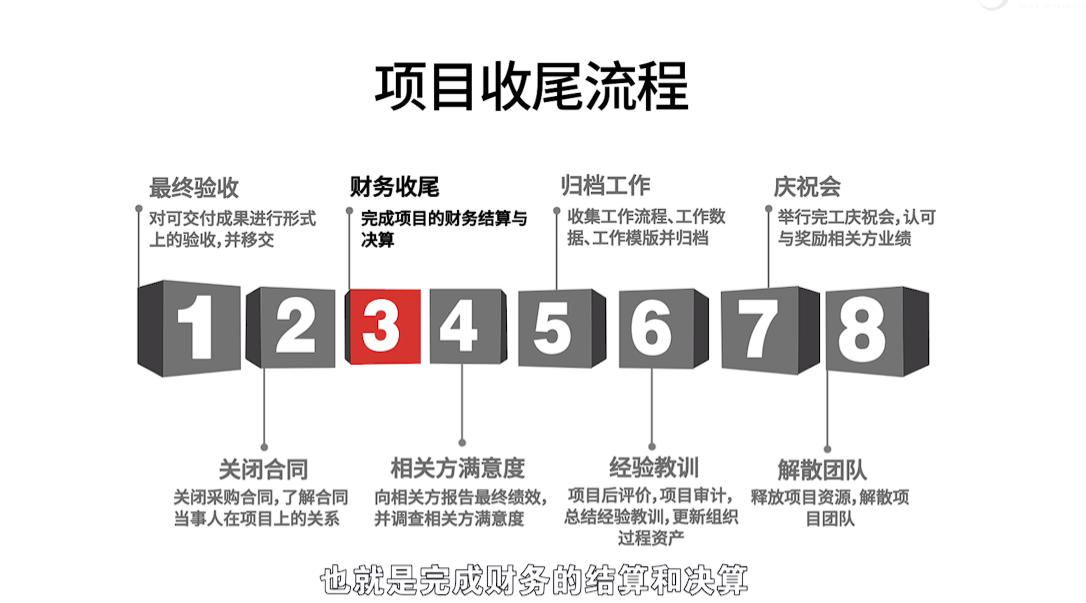 项目收尾流程
最终验收
对可交付成果进行形式
上的验收,并移交
财务收尾
完成项目的财务结算与
决算
归档工作
收集工作流程、工作数
据、工作模版并归档
庆祝会
举行完工庆祝会,认可
与奖励相关方业绩
1 2 3 4 5 6 7 8
关闭合同
关闭采购合同,了解合同
当事人在项目上的关系
相关方满意度
向相关方报告最终绩效,
并调查相关方满意度
经验教训
项目后评价,项目审计,
总结经验教训,更新组织
过程资产
解散团队
释放项目资源,解散项
目团队
也就是完成财务的结算和决算